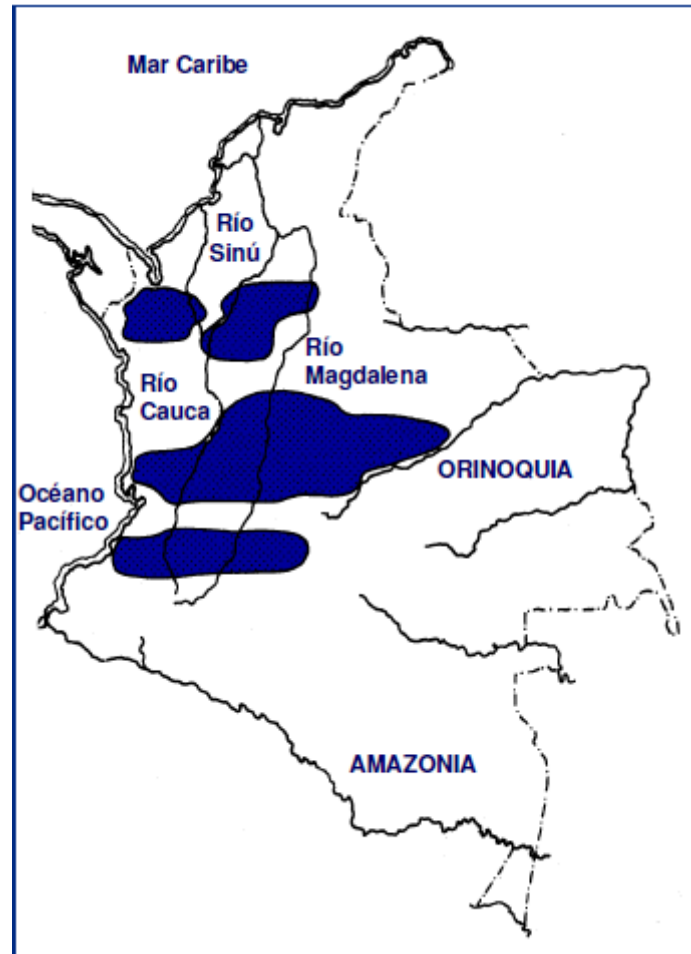 Mar Caribe
Río
Sinú
Río
Magdalena
Río
Cauca
ORINOQUIA
Océano
Pacífico
AMAZONIA